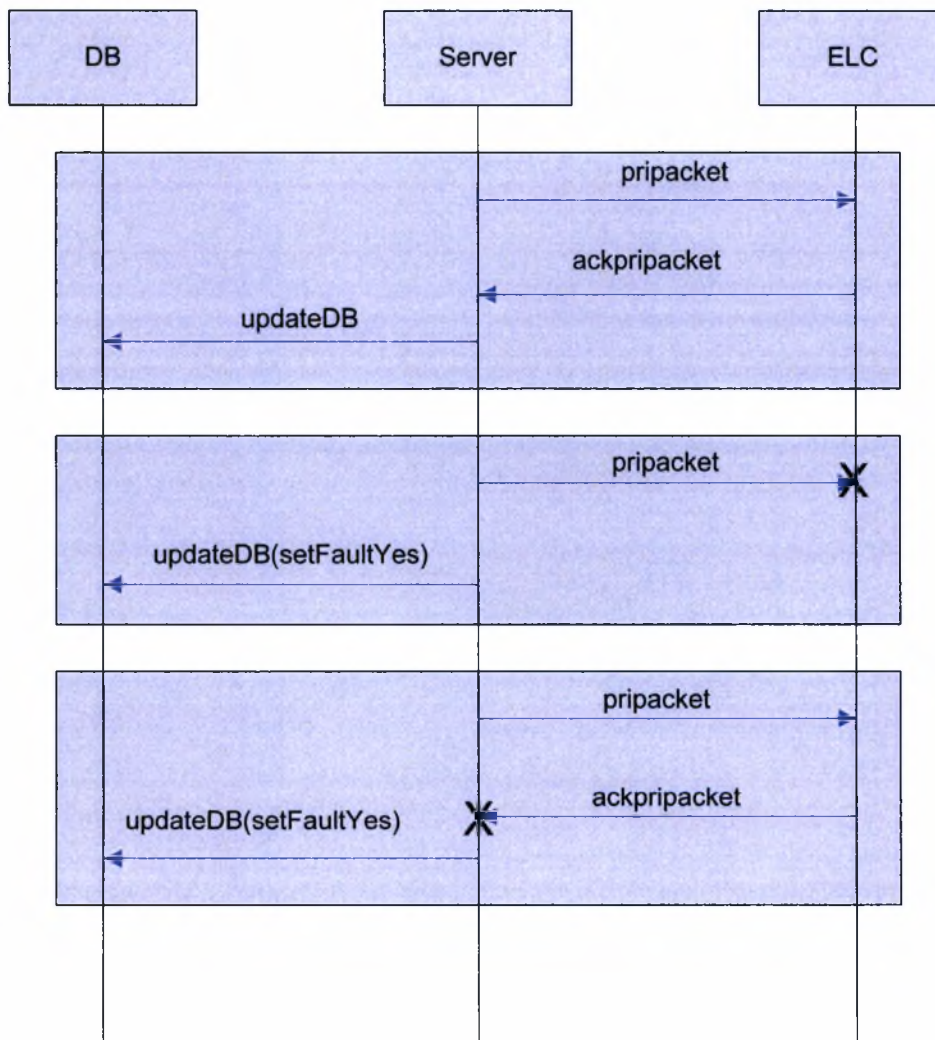 DB
Server
ELC
pripacket
ackpripacket
updateDB
pripacket
updateDB(setFaultYes)
pripacket
ackpripacket
updateDB(setFaultYes)